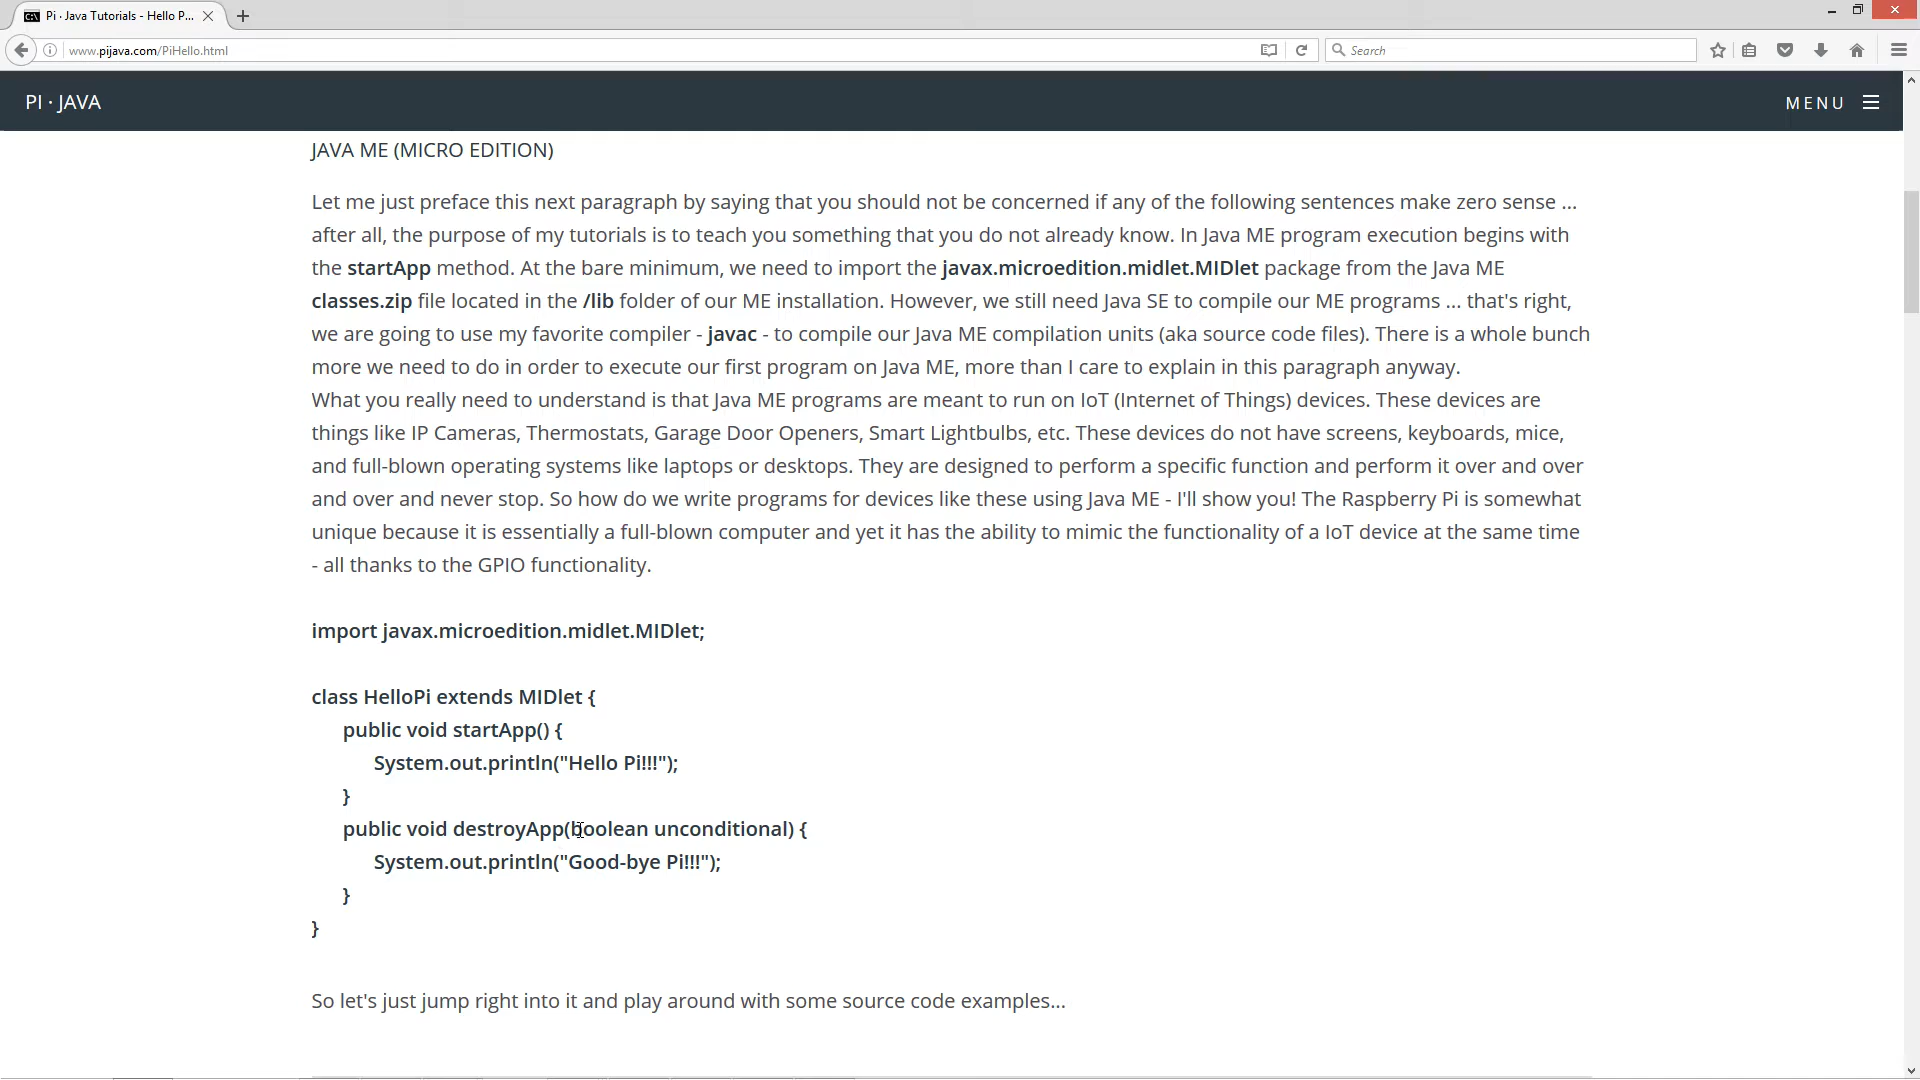 Pi · Java Tutorials - Hello P...
www.pijava.com/PiHello.html
Search
PI · JAVA
MENU
JAVA ME (MICRO EDITION)
Let me just preface this next paragraph by saying that you should not be concerned if any of the following sentences make zero sense ...
after all, the purpose of my tutorials is to teach you something that you do not already know. In Java ME program execution begins with
the startApp method. At the bare minimum, we need to import the javax.microedition.midlet.MIDlet package from the Java ME
classes.zip file located in the /lib folder of our ME installation. However, we still need Java SE to compile our ME programs ... that's right,
we are going to use my favorite compiler - javac - to compile our Java ME compilation units (aka source code files). There is a whole bunch
more we need to do in order to execute our first program on Java ME, more than I care to explain in this paragraph anyway.
What you really need to understand is that Java ME programs are meant to run on IoT (Internet of Things) devices. These devices are
things like IP Cameras, Thermostats, Garage Door Openers, Smart Lightbulbs, etc. These devices do not have screens, keyboards, mice,
and full-blown operating systems like laptops or desktops. They are designed to perform a specific function and perform it over and over
and over and never stop. So how do we write programs for devices like these using Java ME - I'll show you! The Raspberry Pi is somewhat
unique because it is essentially a full-blown computer and yet it has the ability to mimic the functionality of a IoT device at the same time
- all thanks to the GPIO functionality.
import javax.microedition.midlet.MIDlet;
class HelloPi extends MIDlet {
public void startApp() {
System.out.println("Hello Pi!!!");
}
public void destroyApp(boolean unconditional) {
System.out.println("Good-bye Pi!!!");
}
}
So let's just jump right into it and play around with some source code examples...